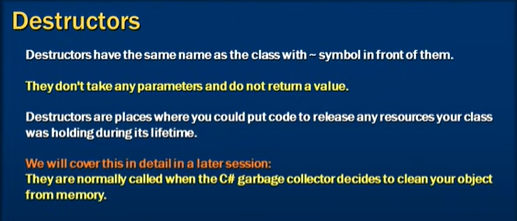 Destructors
Destructors have the same name as the class with ~ symbol in front of them.
They don't take any parameters and do not return a value.
Destructors are places where you could put code to release any resources your class
was holding during its lifetime.
We will cover this in detail in a later session:
They are normally called when the C# garbage collector decides to clean your object
from memory.